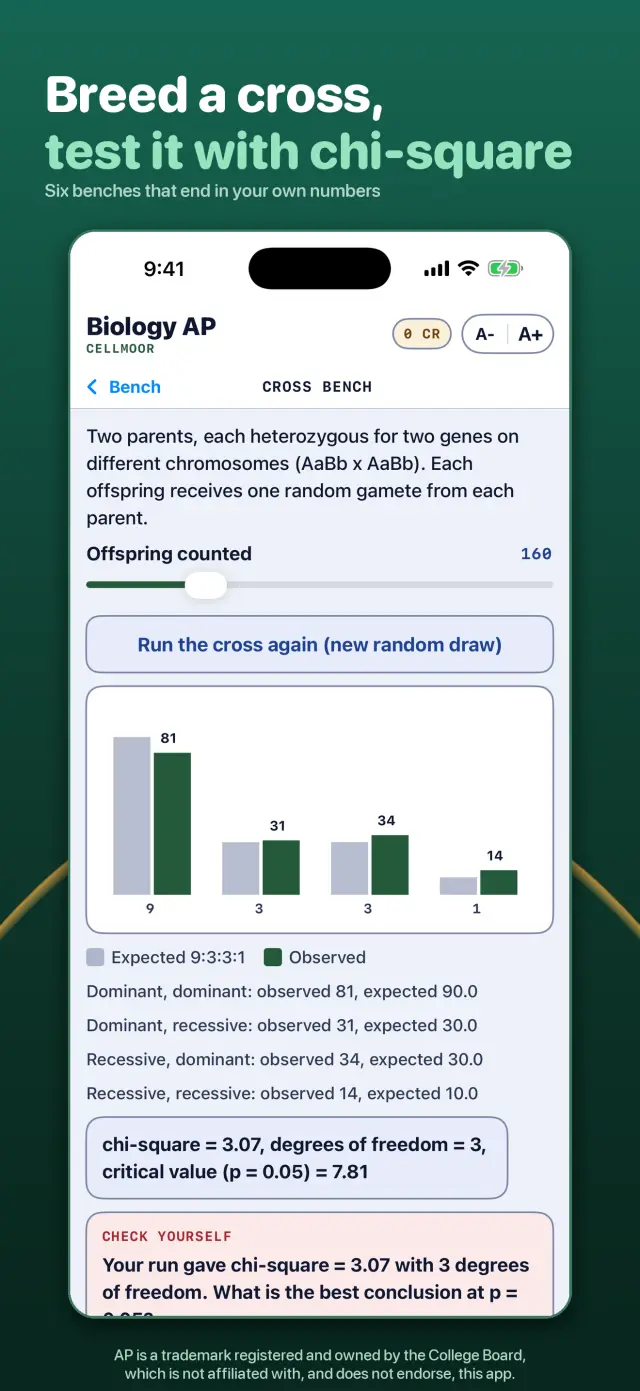 Breed a cross,
test it with chi-square
Six benches that end in your own numbers
9:41
Biology AP
CELLMOOR
0 CR
A- A+
Bench
CROSS BENCH
Two parents, each heterozygous for two genes on
different chromosomes (AaBb x AaBb). Each
offspring receives one random gamete from each
parent.
Offspring counted 160
Run the cross again (new random draw)
81
31
34
14
9
3
3
1
Expected 9:3:3:1 Observed
Dominant, dominant: observed 81, expected 90.0
Dominant, recessive: observed 31, expected 30.0
Recessive, dominant: observed 34, expected 30.0
Recessive, recessive: observed 14, expected 10.0
chi-square = 3.07, degrees of freedom = 3,
critical value (p = 0.05) = 7.81
CHECK YOURSELF
Your run gave chi-square = 3.07 with 3 degrees
of freedom. What is the best conclusion at p =
AP is a trademark registered and owned by the College Board,
which is not affiliated with, and does not endorse, this app.